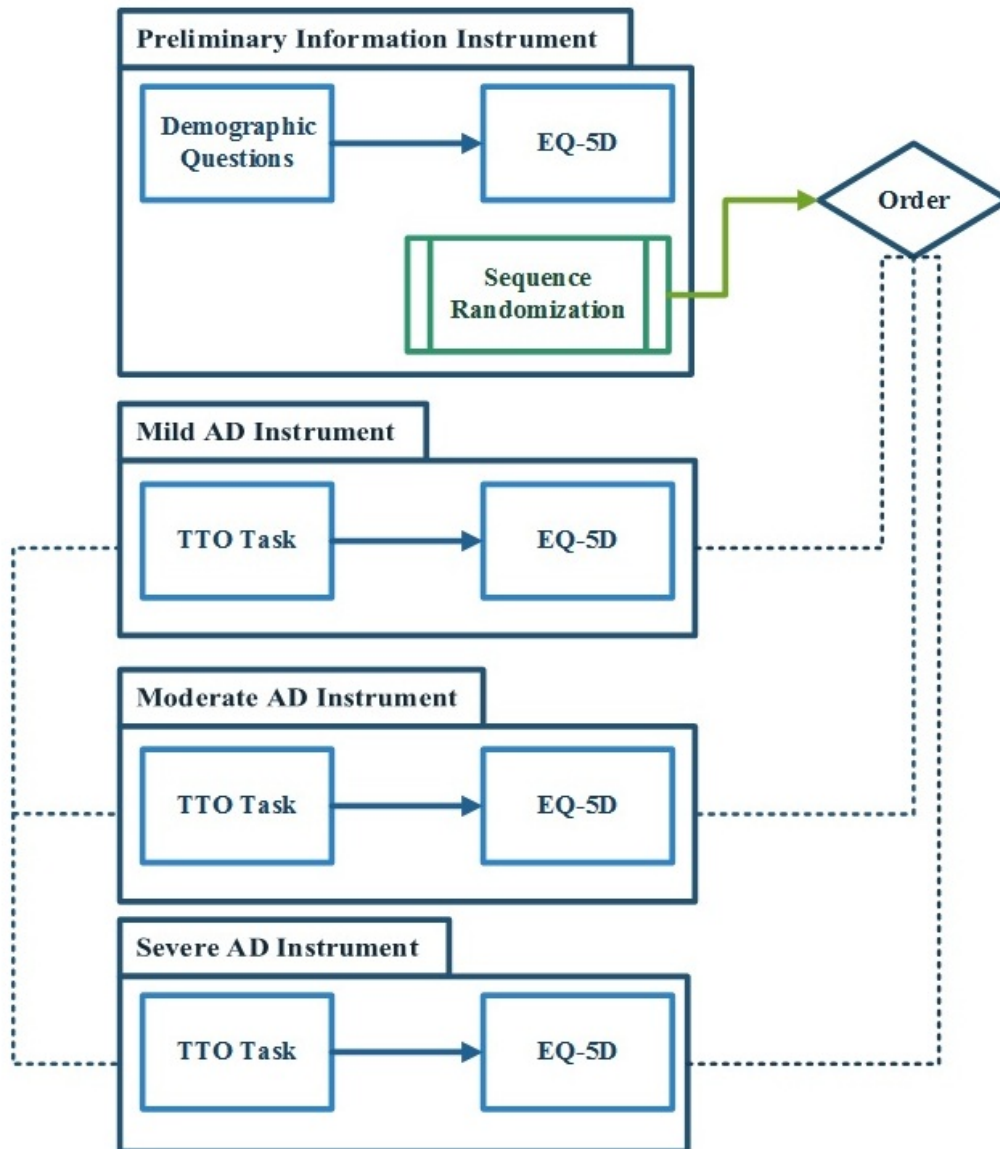 Preliminary Information Instrument
Demographic
Questions
EQ-5D
Order
Sequence
Randomization
Mild AD Instrument
TTO Task
EQ-5D
Moderate AD Instrument
TTO Task
EQ-5D
Severe AD Instrument
TTO Task
EQ-5D